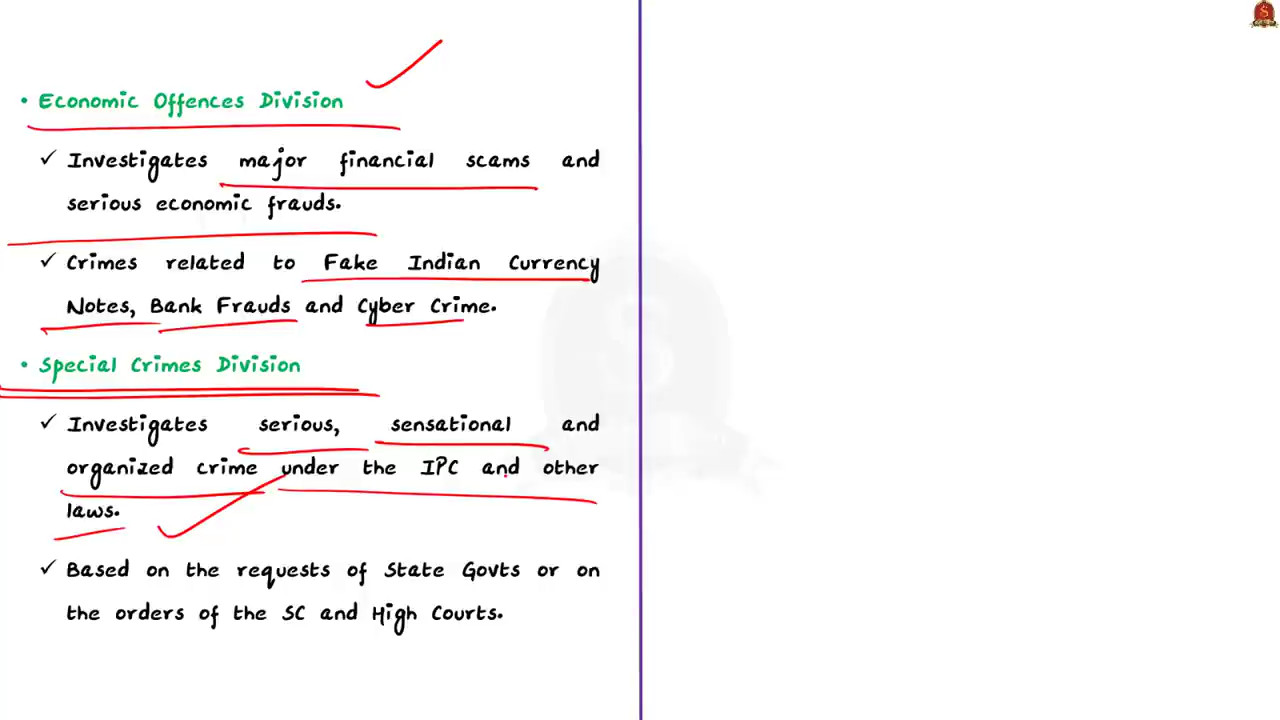 • Economic Offences Division
✓ Investigates major financial scams and
serious economic frauds.
✓ Crimes related to Fake Indian Currency
Notes, Bank Frauds and Cyber Crime.
• Special Crimes Division
✓ Investigates serious, sensational and
organized crime under the IPC and other
laws.
✓ Based on the requests of State Govts or on
the orders of the SC and High Courts.